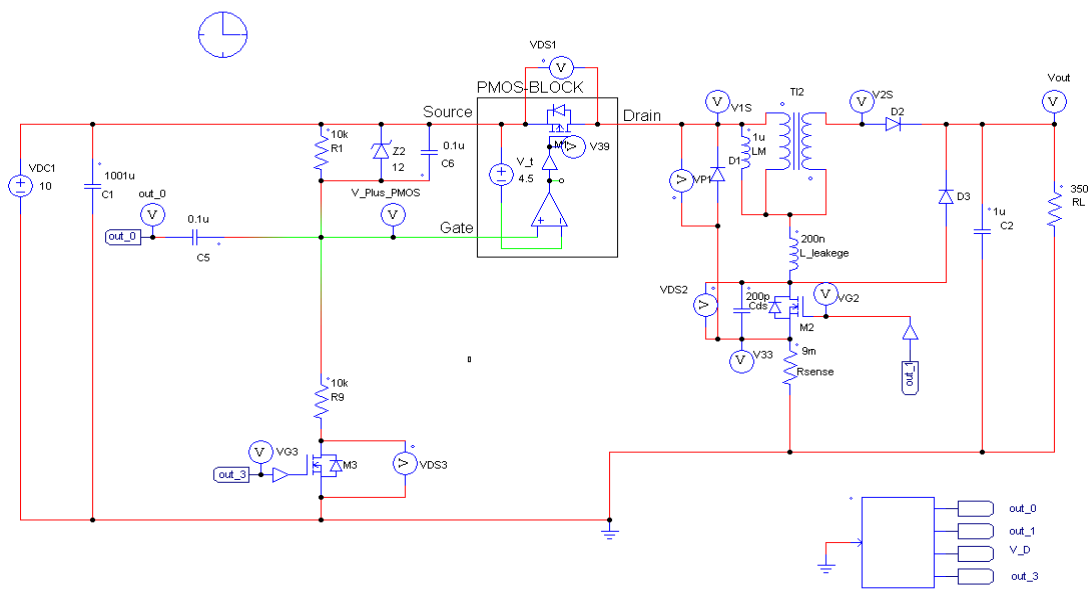 VDS1
V
PMOS-BLOCK
Source
Drain
M1
V
V39
V_t
4.5
Gate
VDC1
10
1001u
C1
out_0
V
out_0
0.1u
C5
10k
R1
Z2
12
0.1u
C6
V_Plus_PMOS
V
10k
R9
VG3
V
out_3
M3
V
VDS3
V1S
V
VP1
V
D1
1u
LM
TI2
V2S
V
D2
Vout
V
D3
1u
C2
350
RL
200n
L_leakege
VDS2
V
200p
Cds
M2
V
VG2
V
V33
9m
Rsense
out_1
out_0
out_1
V_D
out_3